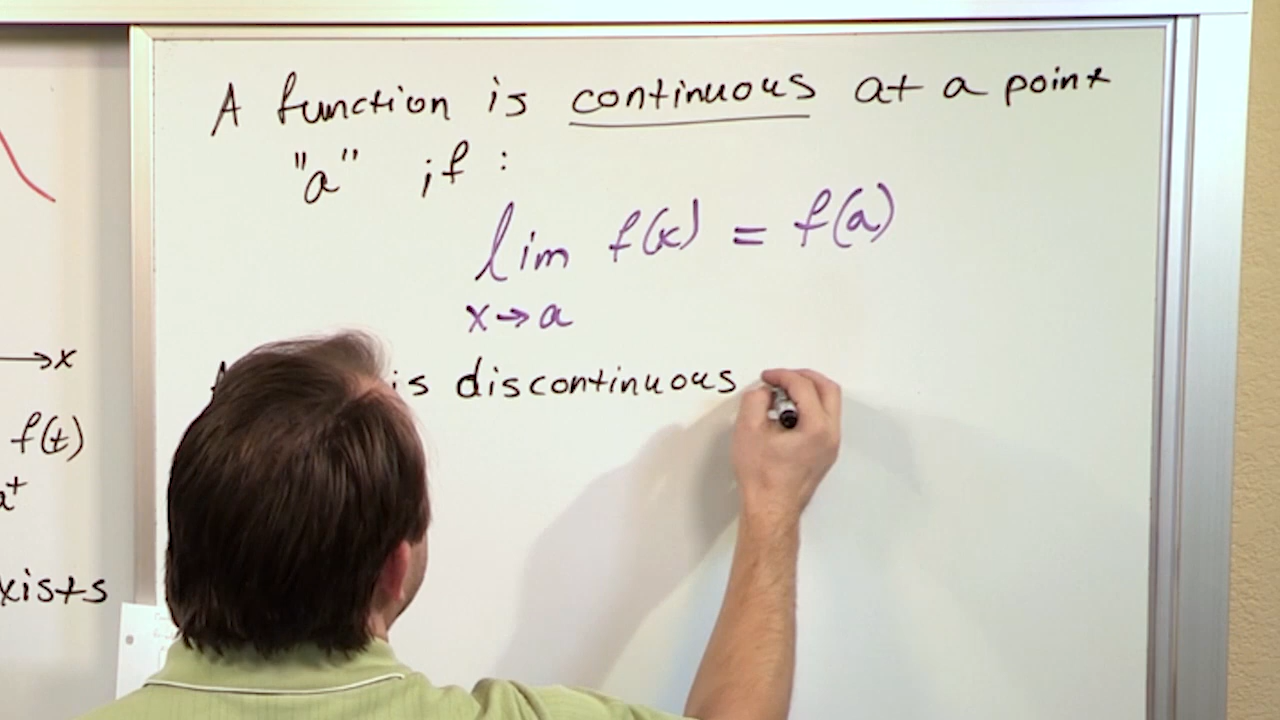 A function is continuous at a point
"a" if :
lim f(x) = f(a)
x→a
is discontinuous
→x
f(t)
a⁺
xists